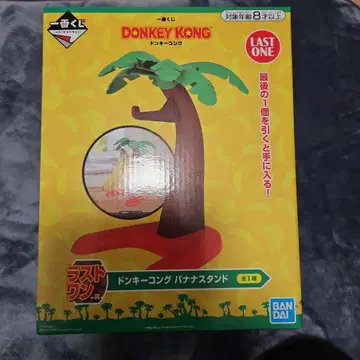 一番くじ
一番くじ
DONKEY KONG
ドンキーコング
対象年齢8才以上
LAST
ONE
最後の1個を引くと手に入る!
ラスト
ワン
賞
ドンキーコング バナナスタンド
全1種
BAN
DAI